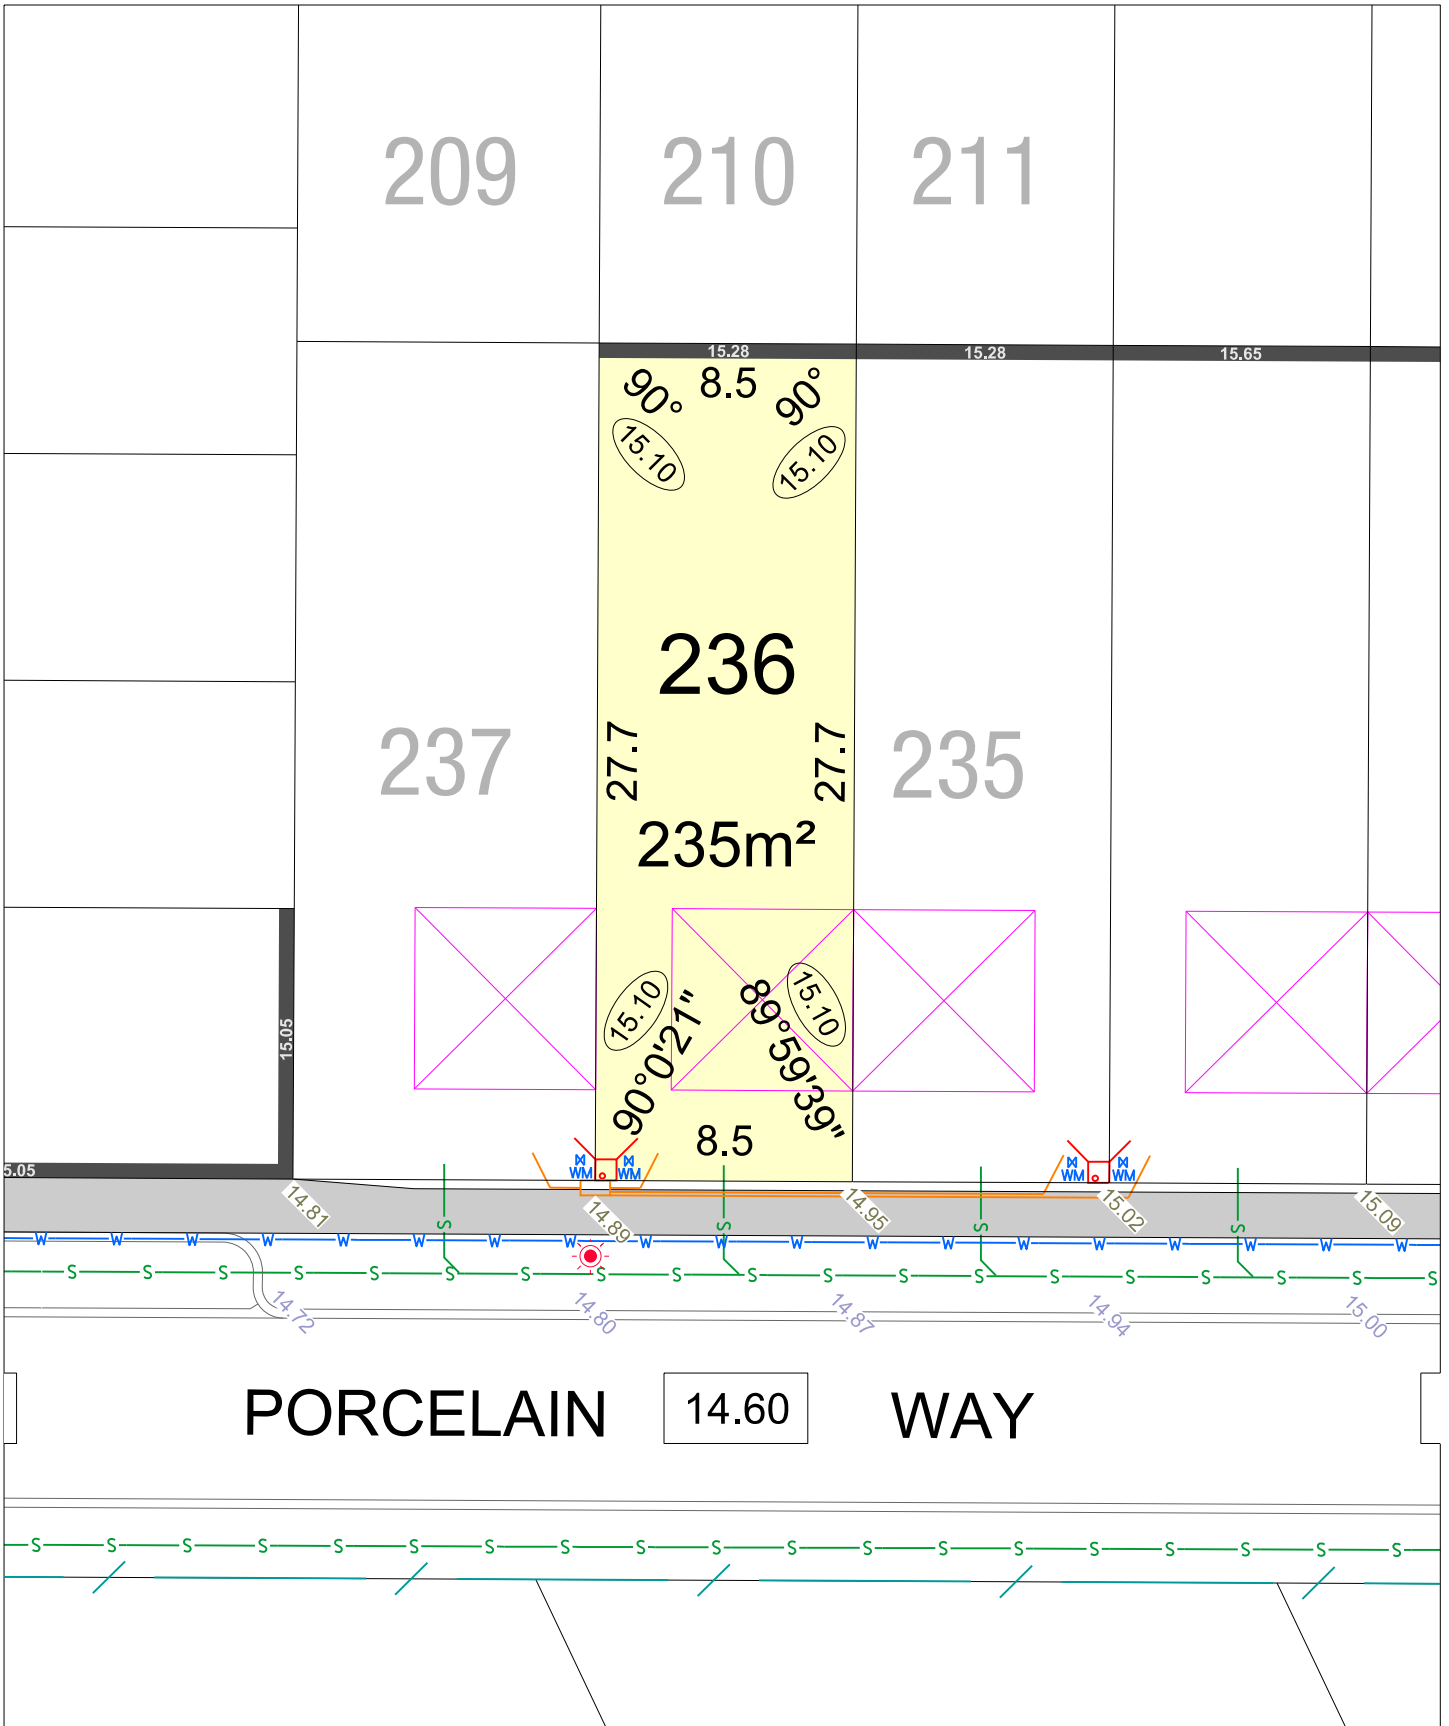 209 210 211
15.28 15.28 15.65
8.5
90° 90°
15.10 15.10
236
237 27.7 27.7 235
235m²
15.10 15.10
90°0'21" 89°59'39"
15.05
8.5
5.05
WM WM WM WM
14.81 14.89 14.95 15.02 15.09
S S S S
W W W W W W W W W W W W W W W W W W W
S S S S S S S S S S S S S S S S S S S
14.72 14.80 14.87 14.94 15.00
PORCELAIN 14.60 WAY
S S S S S S S S S S S S S S S S S S S